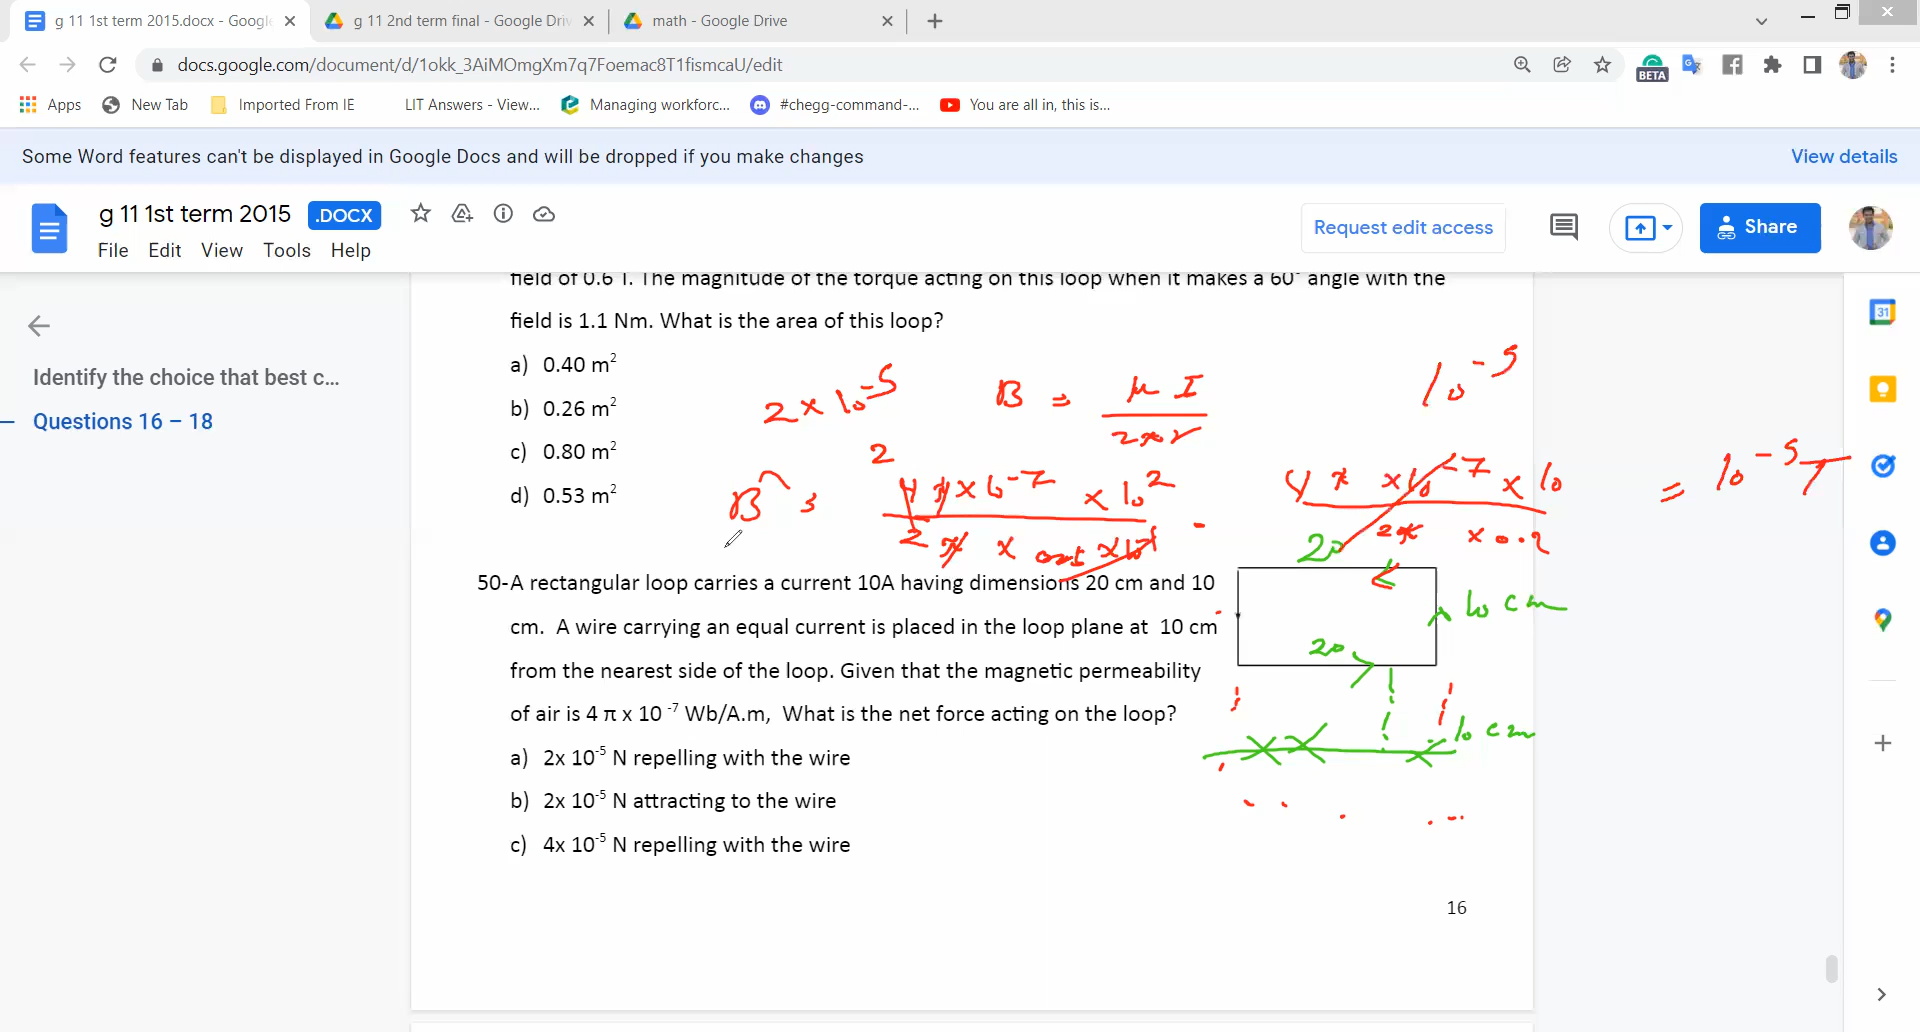 g 11 1st term 2015.docx - Google
g 11 2nd term final - Google Driv
math - Google Drive
docs.google.com/document/d/1okk_3AiMOmgXm7q7Foemac8T1fismcaU/edit
BETA
Apps
New Tab
Imported From IE
LIT Answers - View...
Managing workforc...
#chegg-command-...
You are all in, this is...
Some Word features can't be displayed in Google Docs and will be dropped if you make changes
View details
g 11 1st term 2015 .DOCX
Request edit access
Share
File Edit View Tools Help
field of 0.6 T. The magnitude of the torque acting on this loop when it makes a 60° angle with the
field is 1.1 Nm. What is the area of this loop?
Identify the choice that best c...
Questions 16 – 18
a) 0.40 m²
b) 0.26 m²
c) 0.80 m²
d) 0.53 m²
2 x 10⁻⁵
B = μ I
10⁻⁵
2
x 10²
= 10⁻⁵ T
20
x 0.2
50-A rectangular loop carries a current 10A having dimensions 20 cm and 10
cm. A wire carrying an equal current is placed in the loop plane at 10 cm
from the nearest side of the loop. Given that the magnetic permeability
of air is 4 π x 10 ⁻⁷ Wb/A.m, What is the net force acting on the loop?
10 cm
20
10 cm
a) 2x 10⁻⁵ N repelling with the wire
b) 2x 10⁻⁵ N attracting to the wire
c) 4x 10⁻⁵ N repelling with the wire
16
31